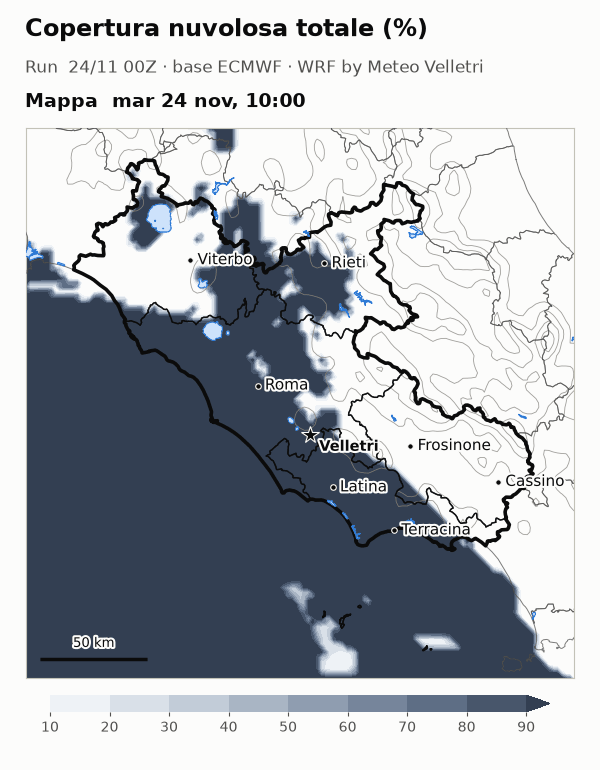 Copertura nuvolosa totale (%)
Run  24/11 00Z · base ECMWF · WRF by Meteo Velletri
Mappa  mar 24 nov, 10:00
Viterbo
Rieti
Roma
Velletri
Frosinone
Latina
Cassino
Terracina
50 km
10 20 30 40 50 60 70 80 90